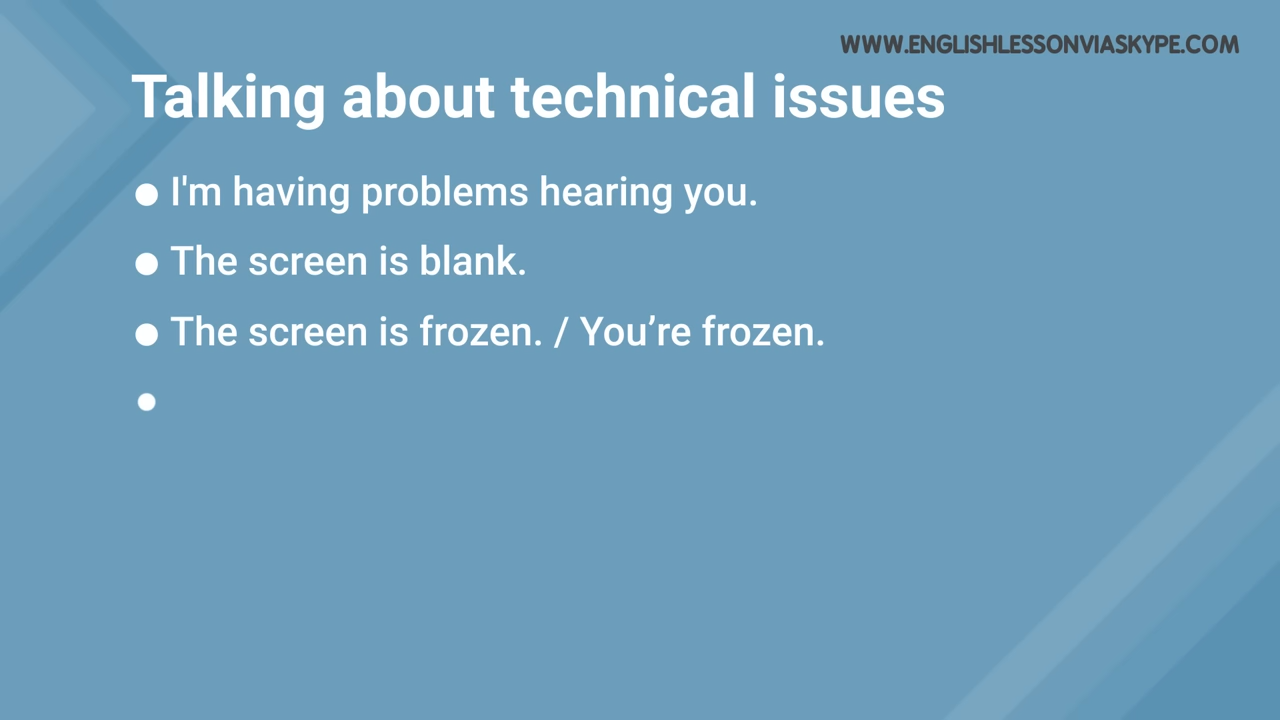 WWW.ENGLISHLESSONVIASKYPE.COM
Talking about technical issues
● I'm having problems hearing you.
● The screen is blank.
● The screen is frozen. / You’re frozen.
●